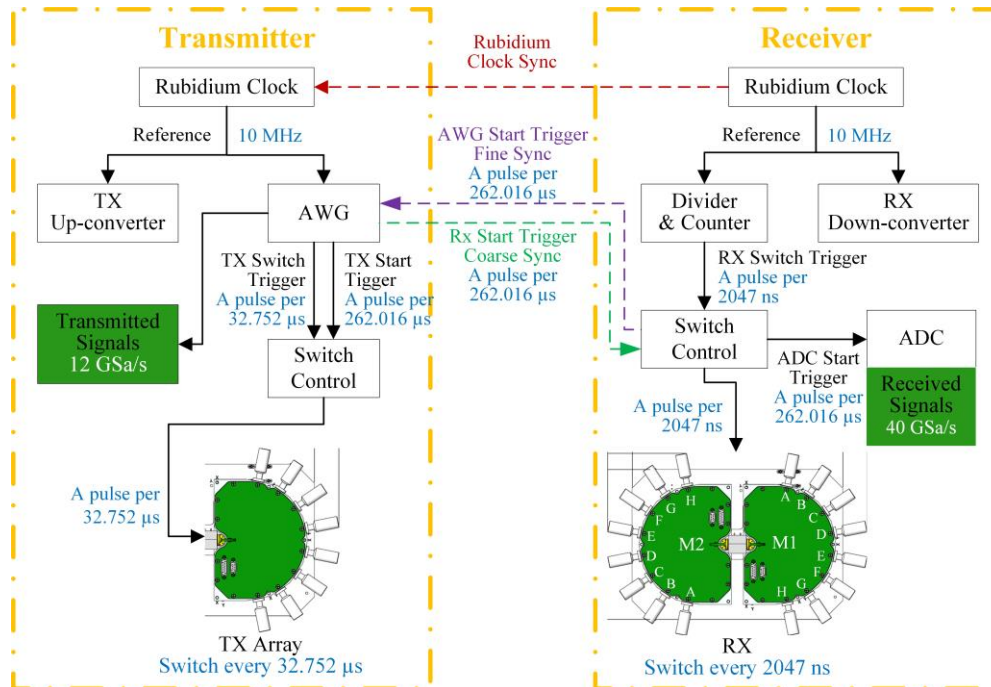 Transmitter
Receiver
Rubidium
Clock Sync
Rubidium Clock
Rubidium Clock
Reference
10 MHz
AWG Start Trigger
Fine Sync
A pulse per
262.016 µs
Reference
10 MHz
TX
Up-converter
AWG
Divider
& Counter
RX
Down-converter
Rx Start Trigger
Coarse Sync
A pulse per
262.016 µs
TX Switch
Trigger
A pulse per
32.752 µs
TX Start
Tigger
A pulse per
262.016 µs
RX Switch Trigger
A pulse per
2047 ns
Transmitted
Signals
12 GSa/s
Switch
Control
Switch
Control
ADC Start
Trigger
A pulse per
262.016 µs
ADC
Received
Signals
40 GSa/s
A pulse per
2047 ns
A pulse per
32.752 µs
H
G
F
E
D
C
B
A
M2
M1
A
B
C
D
E
F
G
H
TX Array
Switch every 32.752 µs
RX
Switch every 2047 ns